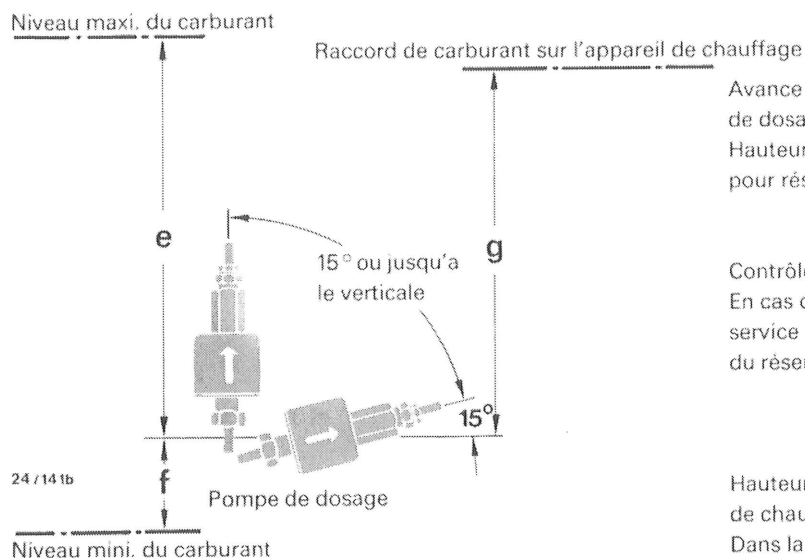 Niveau maxi. du carburant
Raccord de carburant sur l'appareil de chauffage
Avance
de dosa
Hauteur
pour rés
e
g
15° ou jusqu'a
le verticale
Contrôle
En cas d
service
du réser
15°
f
24/141b
Pompe de dosage
Hauteur
de chau
Dans la
Niveau mini. du carburant